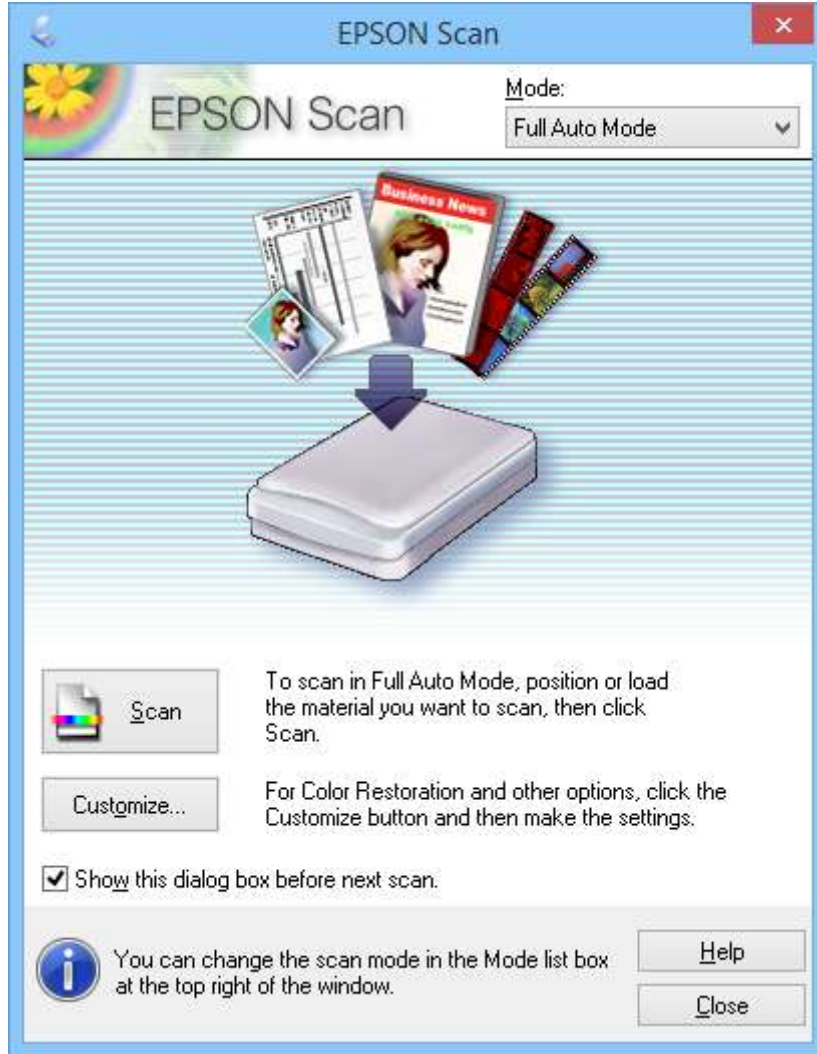 EPSON Scan
EPSON Scan
Mode:
Full Auto Mode
Business News
Scan
To scan in Full Auto Mode, position or load
the material you want to scan, then click
Scan.
Customize...
For Color Restoration and other options, click the
Customize button and then make the settings.
Show this dialog box before next scan.
You can change the scan mode in the Mode list box
at the top right of the window.
Help
Close